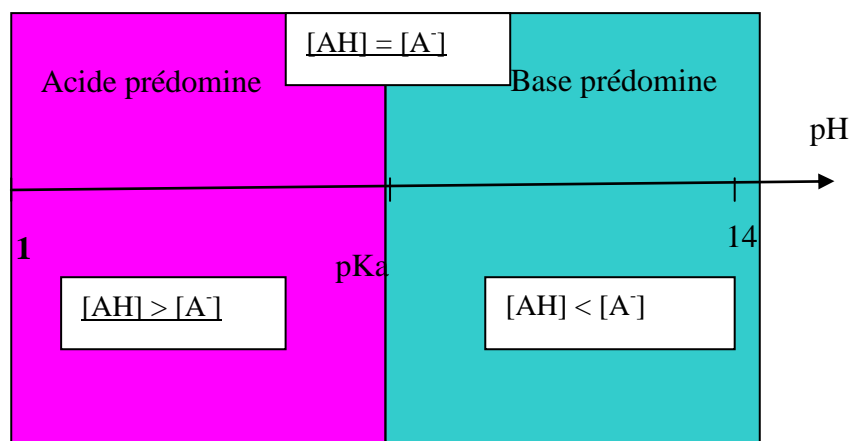 [AH] = [A⁻]
Acide prédomine
Base prédomine
pH
1
pKa
14
[AH] > [A⁻]
[AH] < [A⁻]